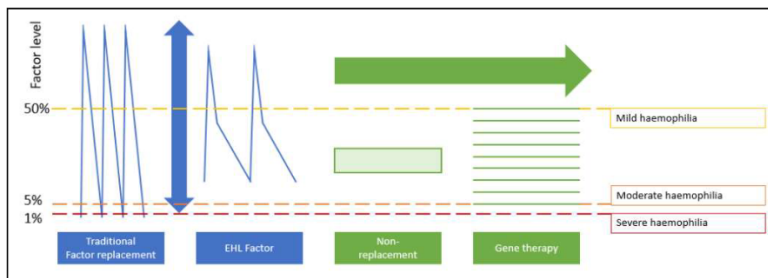 Factor level
50%
Mild haemophilia
5%
Moderate haemophilia
1%
Severe haemophilia
Traditional
Factor replacement
EHL Factor
Non-
replacement
Gene therapy